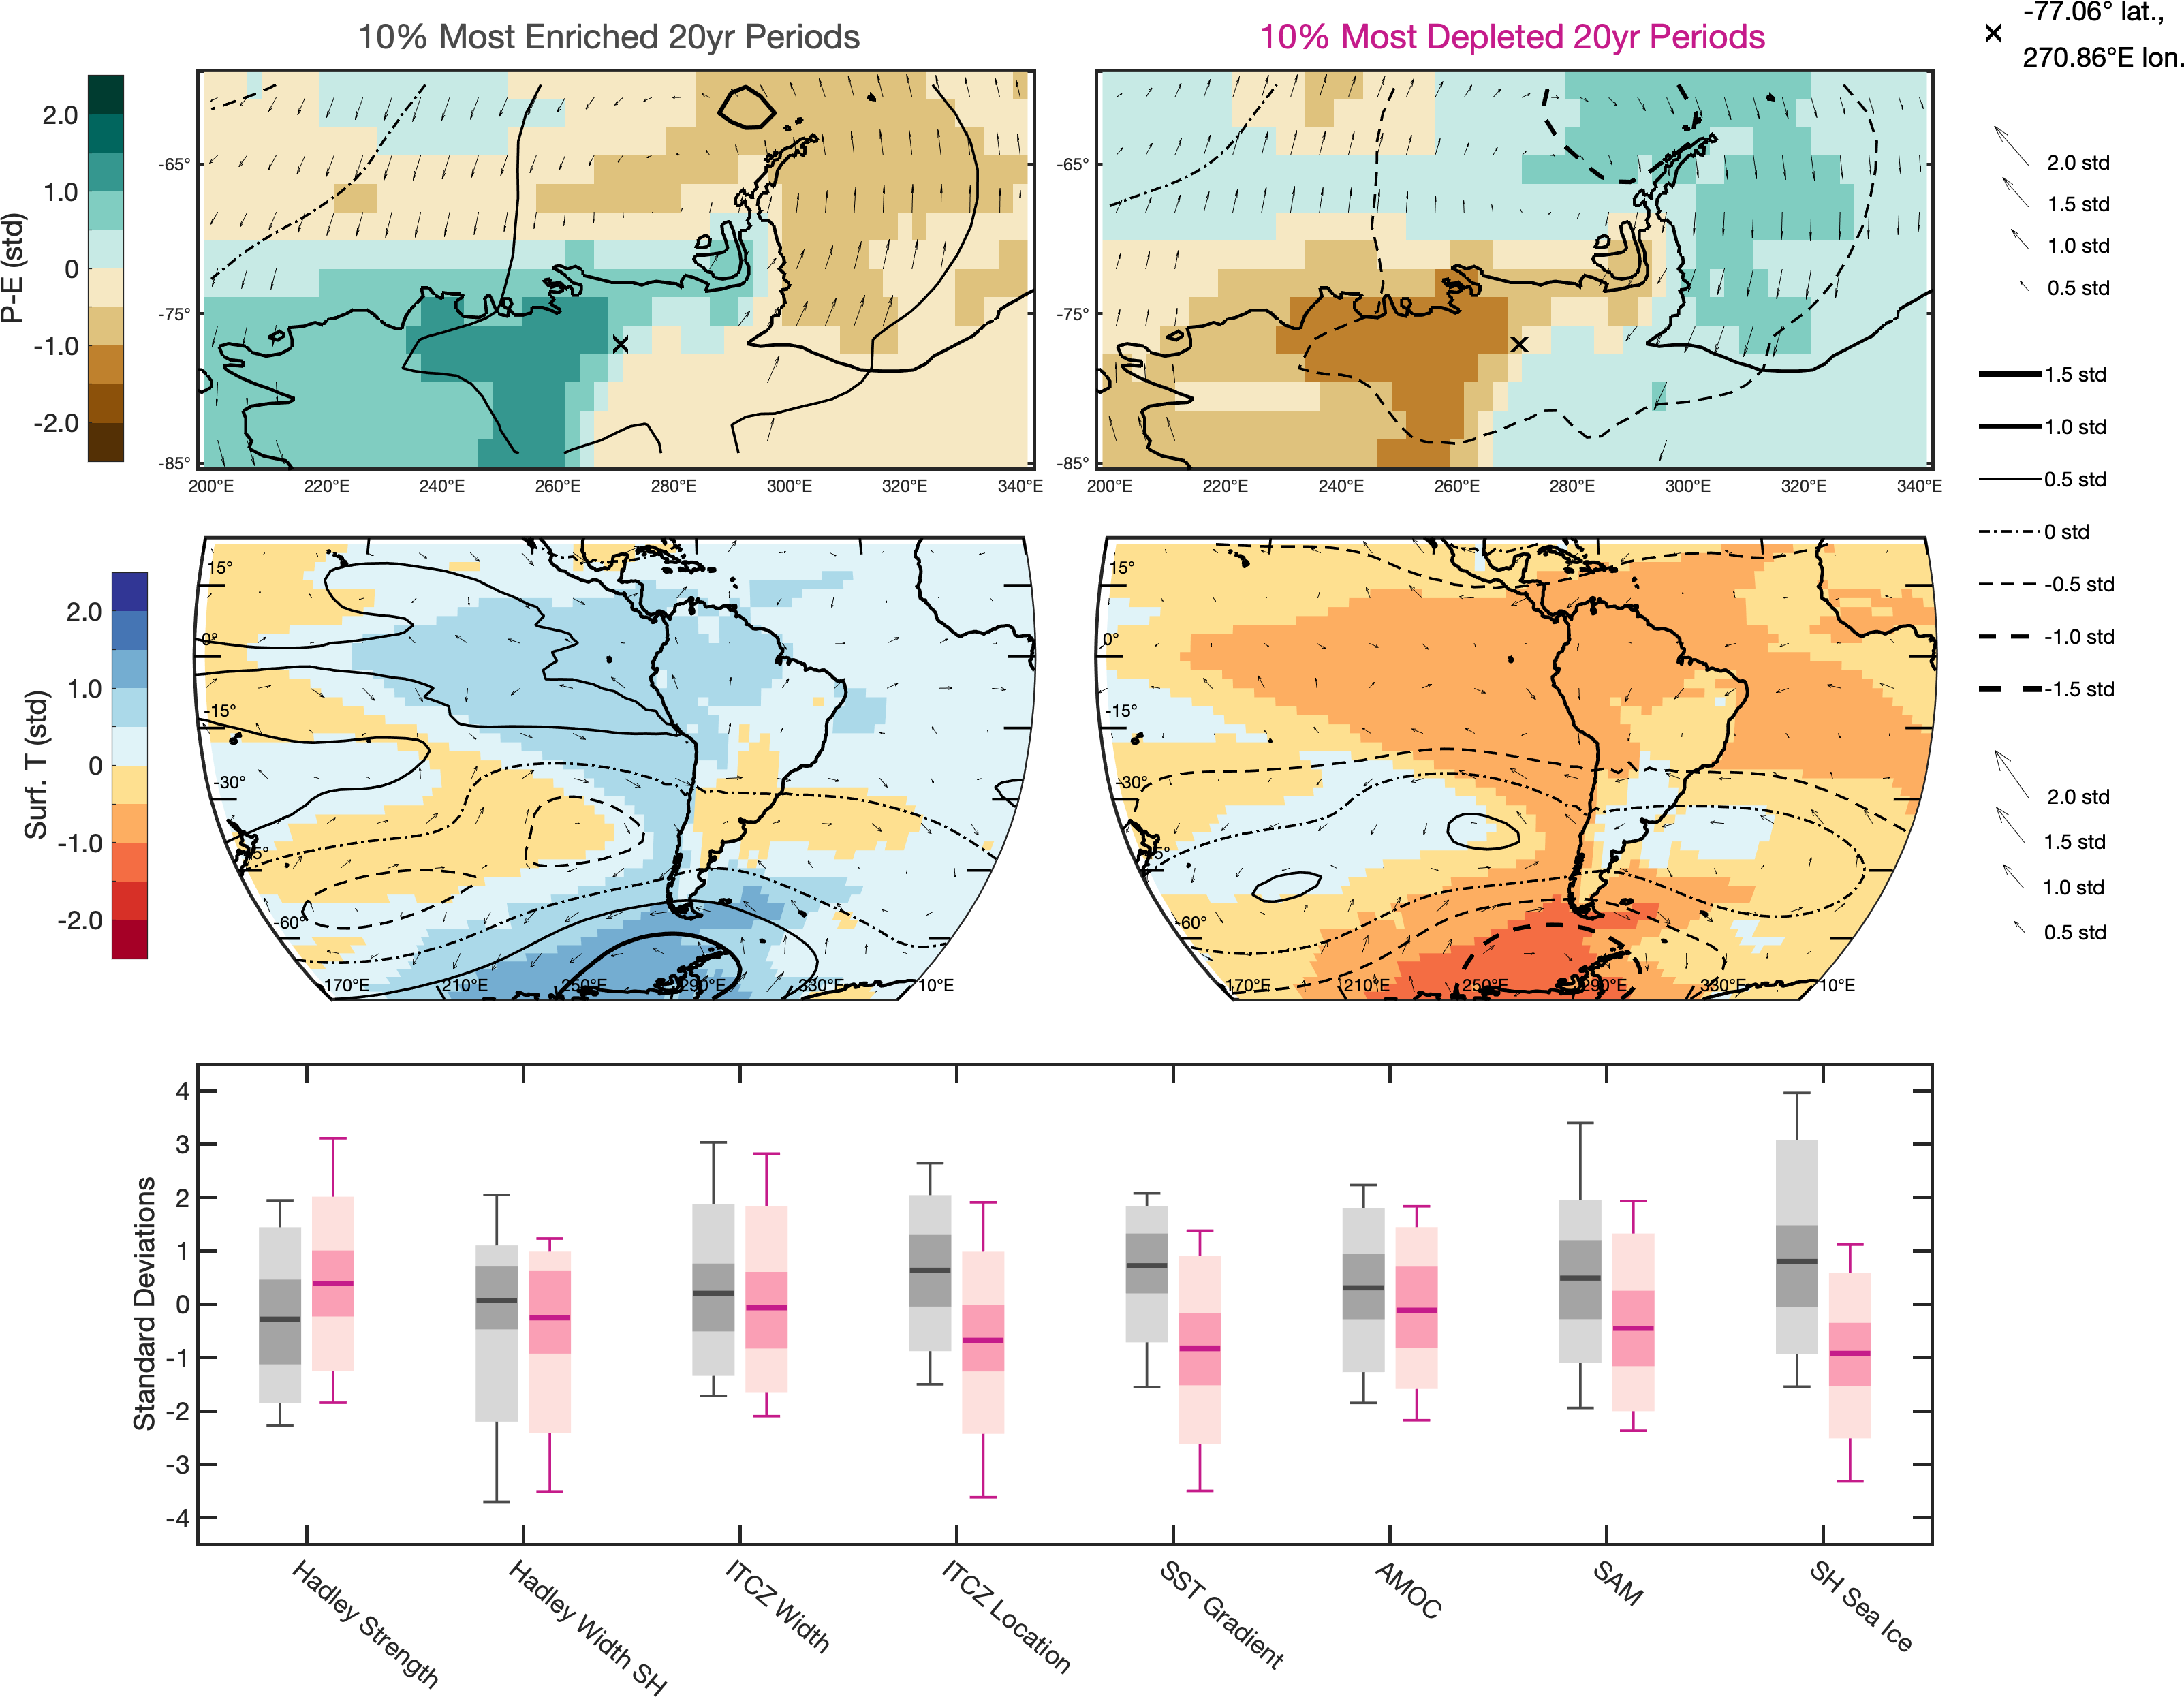 10% Most Enriched 20yr Periods
10% Most Depleted 20yr Periods
-77.06° lat.,
270.86°E lon.
P-E (std)
2.0
1.0
0
-1.0
-2.0
-65°
-75°
-85°
200°E 220°E 240°E 260°E 280°E 300°E 320°E 340°E
-65°
-75°
-85°
200°E 220°E 240°E 260°E 280°E 300°E 320°E 340°E
2.0 std
1.5 std
1.0 std
0.5 std
1.5 std
1.0 std
0.5 std
0 std
-0.5 std
-1.0 std
-1.5 std
Surf. T (std)
2.0
1.0
0
-1.0
-2.0
15°
0°
-15°
-30°
5°
-60°
170°E 210°E 250°E 290°E 330°E 10°E
15°
0°
-15°
-30°
5°
-60°
170°E 210°E 250°E 290°E 330°E 10°E
2.0 std
1.5 std
1.0 std
0.5 std
Standard Deviations
4
3
2
1
0
-1
-2
-3
-4
Hadley Strength
Hadley Width SH
ITCZ Width
ITCZ Location
SST Gradient
AMOC
SAM
SH Sea Ice